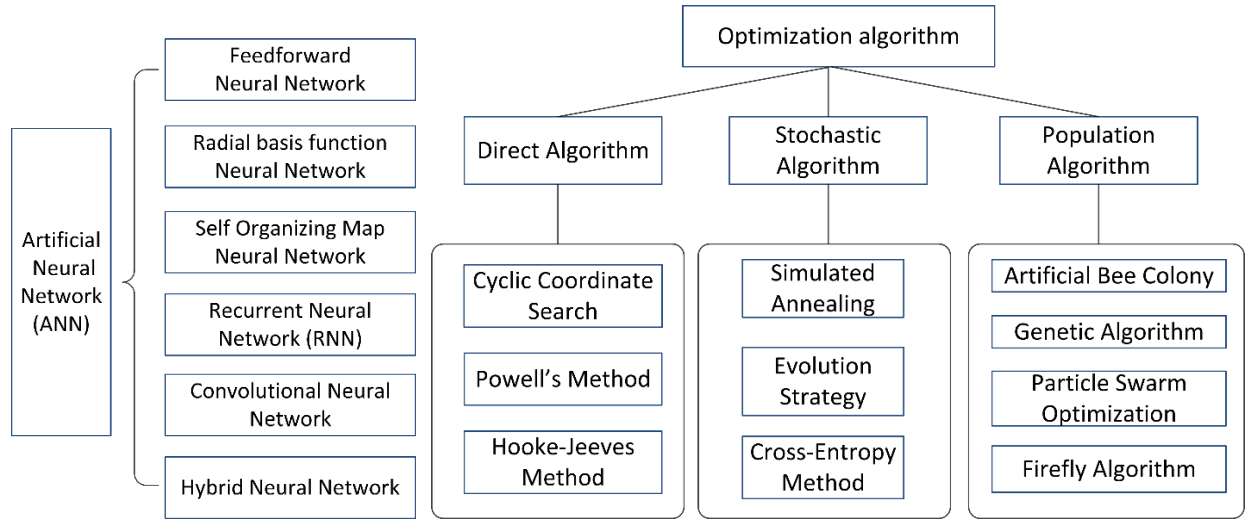 Artificial
Neural
Network
(ANN)
Feedforward
Neural Network
Radial basis function
Neural Network
Self Organizing Map
Neural Network
Recurrent Neural
Network (RNN)
Convolutional Neural
Network
Hybrid Neural Network
Optimization algorithm
Direct Algorithm
Cyclic Coordinate
Search
Powell’s Method
Hooke-Jeeves
Method
Stochastic
Algorithm
Simulated
Annealing
Evolution
Strategy
Cross-Entropy
Method
Population
Algorithm
Artificial Bee Colony
Genetic Algorithm
Particle Swarm
Optimization
Firefly Algorithm